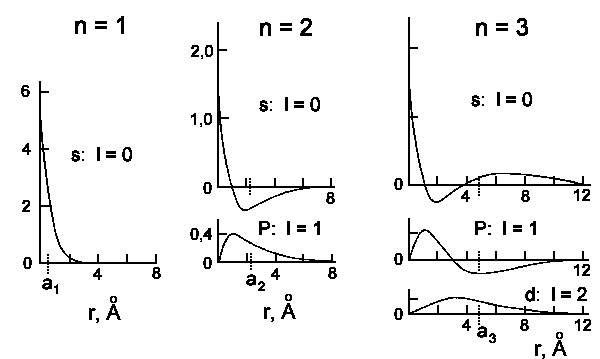 n = 1
6
4
2
0
s: l = 0
4
8
a1
r, Å
n = 2
2,0
1,0
0
s: l = 0
8
0,4
0
P: l = 1
4
8
a2
r, Å
n = 3
s: l = 0
0
4
8
12
P: l = 1
0
12
d: l = 2
0
4
8
12
a3
r, Å